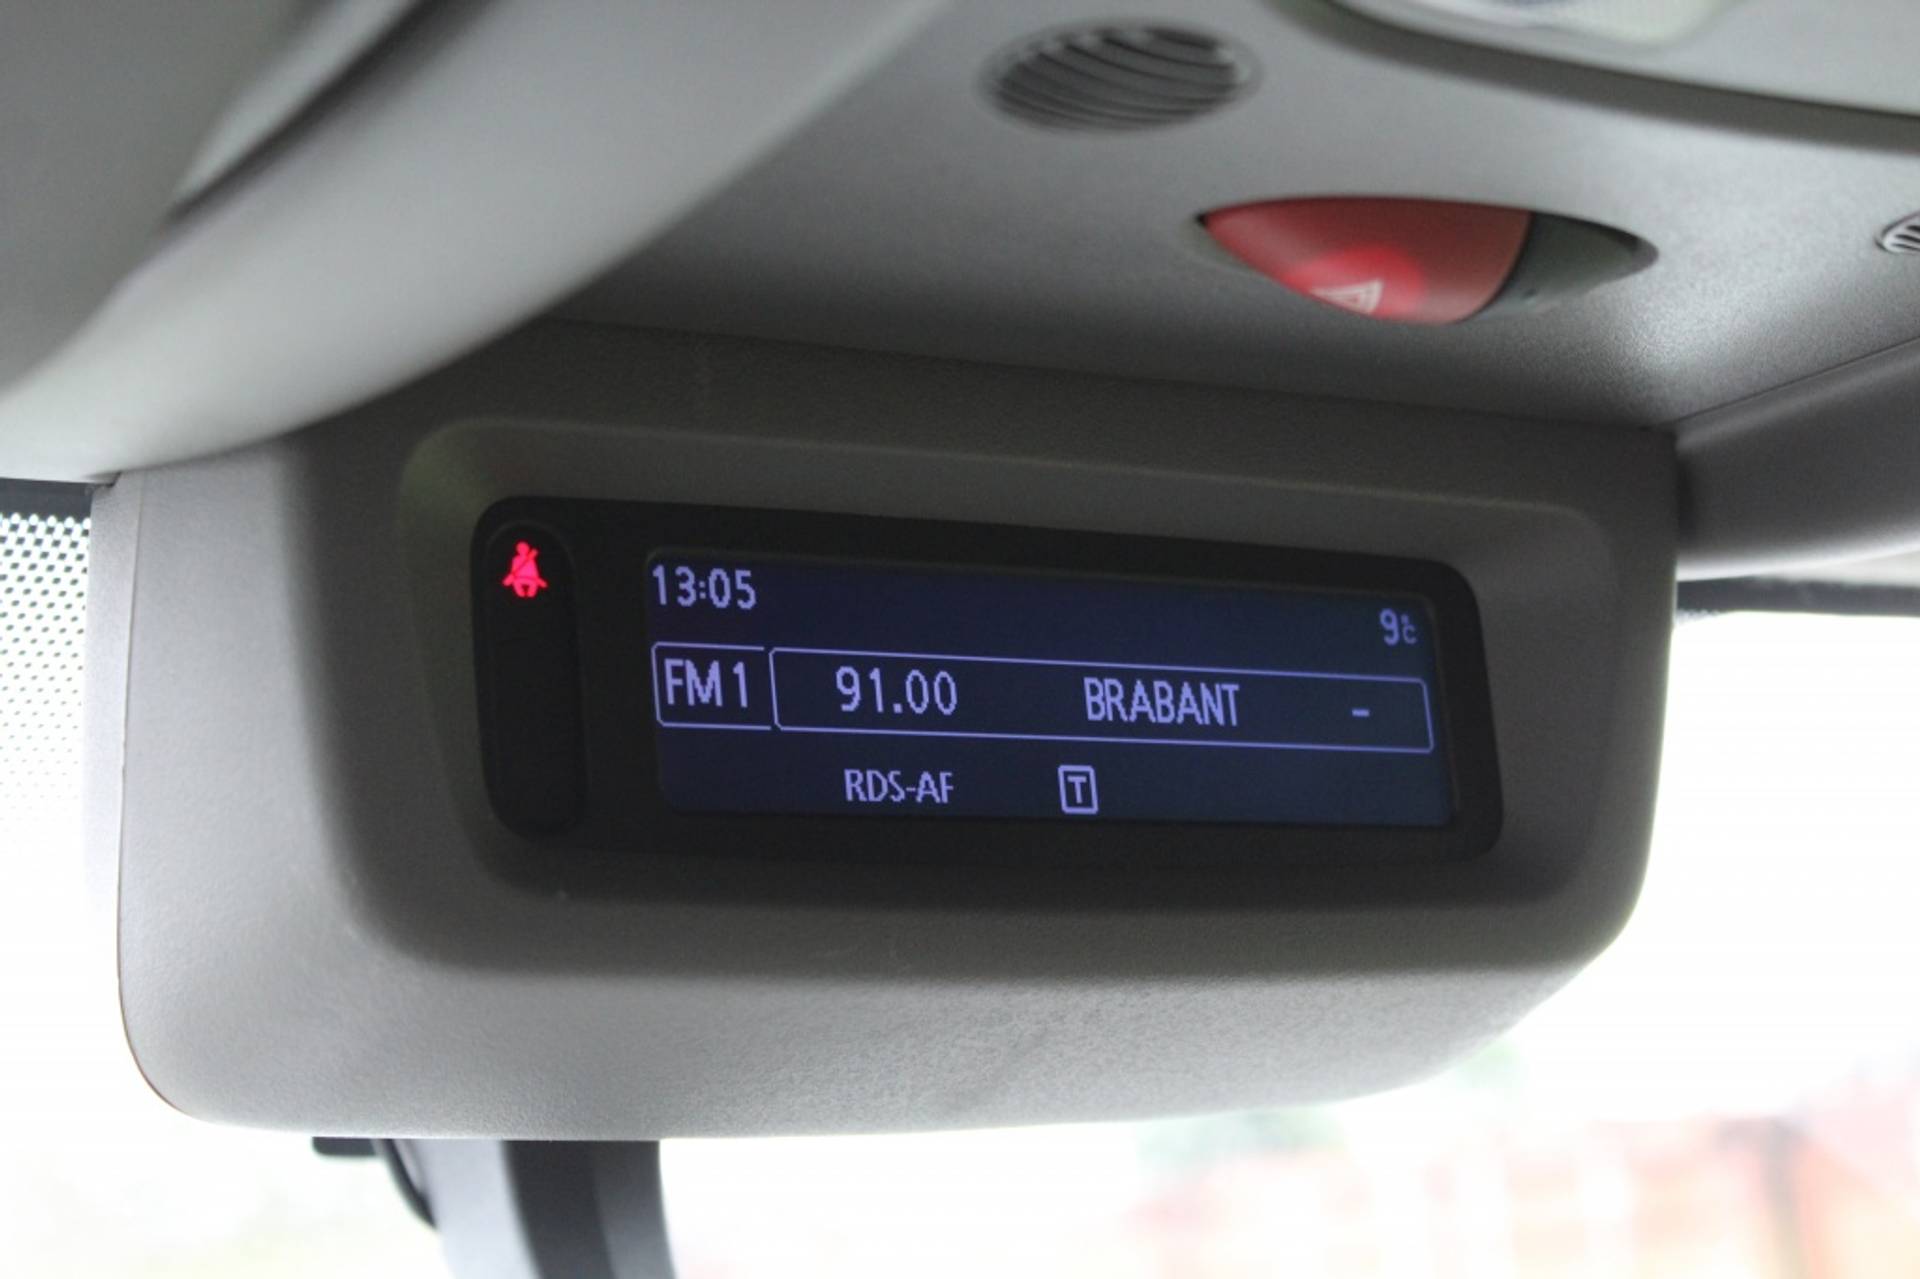 13:05
9°C
FM1 91.00 BRABANT -
RDS-AF T